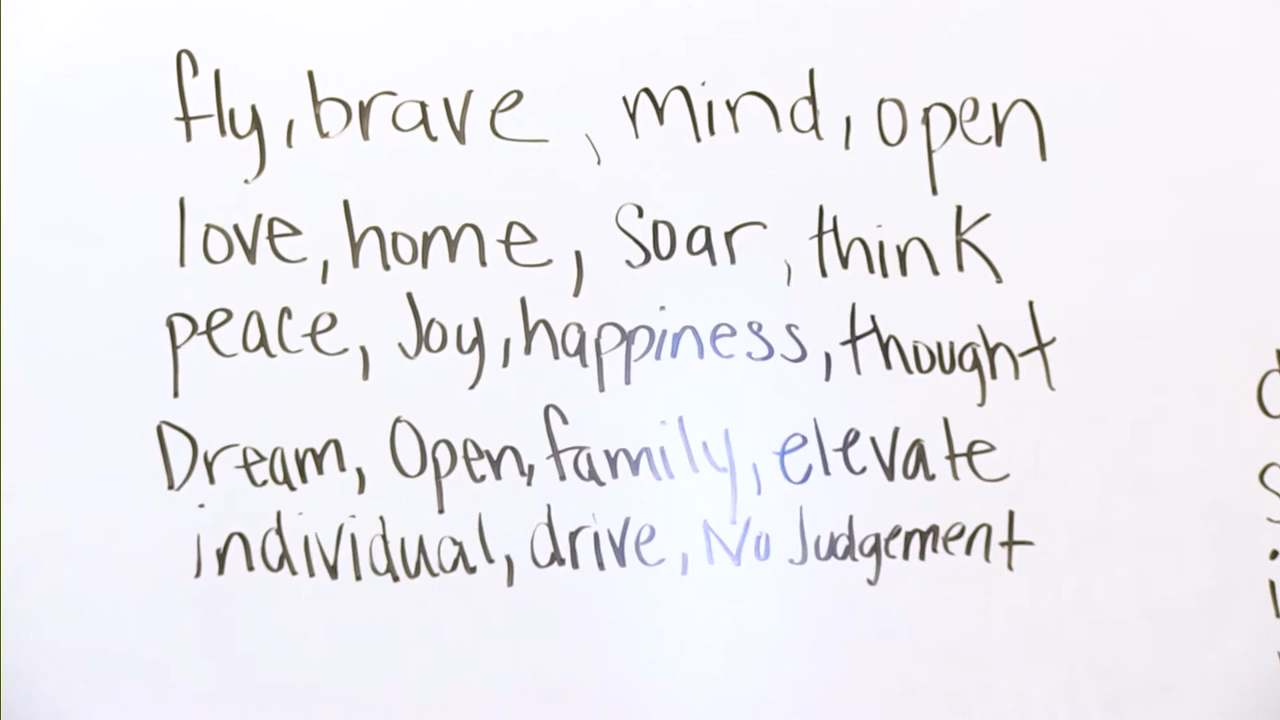 fly, brave, mind, open
love, home, soar, think
peace, Joy, happiness, thought
Dream, Open, family, elevate
individual, drive, No Judgement